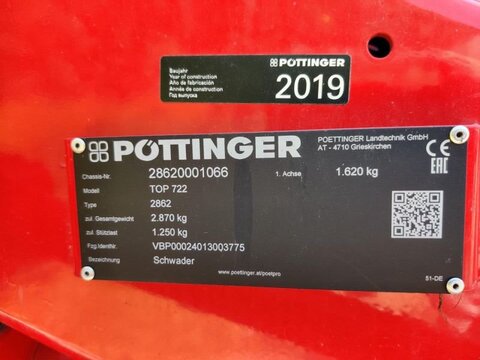 PÖTTINGER
Baujahr
Year of construction
Año de fabricación
Année de construction
Год выпуска
2019
PÖTTINGER
POETTINGER Landtechnik GmbH
AT - 4710 Grieskirchen
Chassis-Nr. 28620001066 1. Achse 1.620 kg
Modell TOP 722
Type 2862
zul. Gesamtgewicht 2.870 kg
zul. Stützlast 1.250 kg
Fzg.IdentNr. VBP00024013003775
Bezeichnung Schwader
www.poettinger.at/poetpro
51-DE
CE
EAC